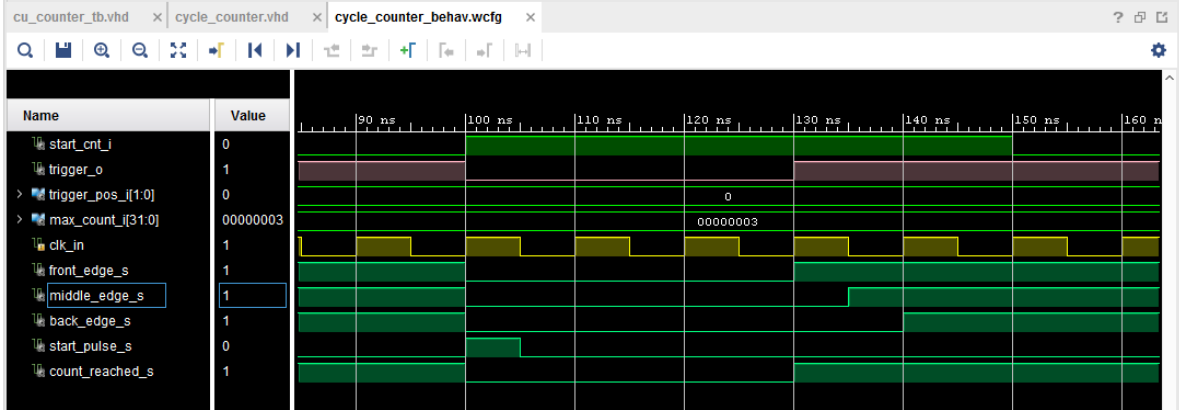 cu_counter_tb.vhd × cycle_counter.vhd × cycle_counter_behav.wcfg × ?
Name Value 90 ns 100 ns 110 ns 120 ns 130 ns 140 ns 150 ns 160 n
start_cnt_i 0
trigger_o 1
trigger_pos_i[1:0] 0 0
max_count_i[31:0] 00000003 00000003
clk_in 1
front_edge_s 1
middle_edge_s 1
back_edge_s 1
start_pulse_s 0
count_reached_s 1